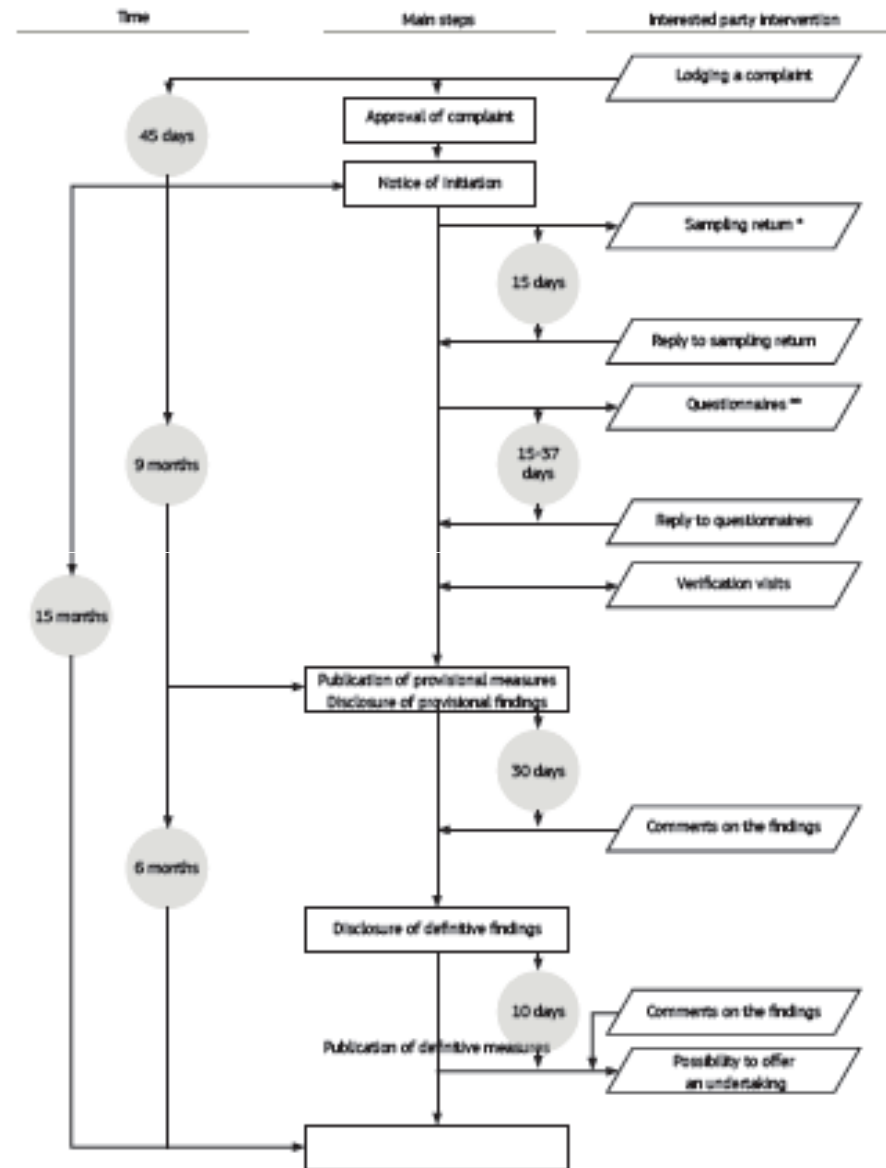 Time
Main steps
Interested party intervention
Lodging a complaint
45 days
Approval of complaint
Notice of initiation
Sampling return *
15 days
Reply to sampling return
Questionnaires **
9 months
15-37
days
Reply to questionnaires
Verification visits
15 months
Publication of provisional measures
Disclosure of provisional findings
30 days
Comments on the findings
6 months
Disclosure of definitive findings
10 days
Comments on the findings
Publication of definitive measures
Possibility to offer
an undertaking